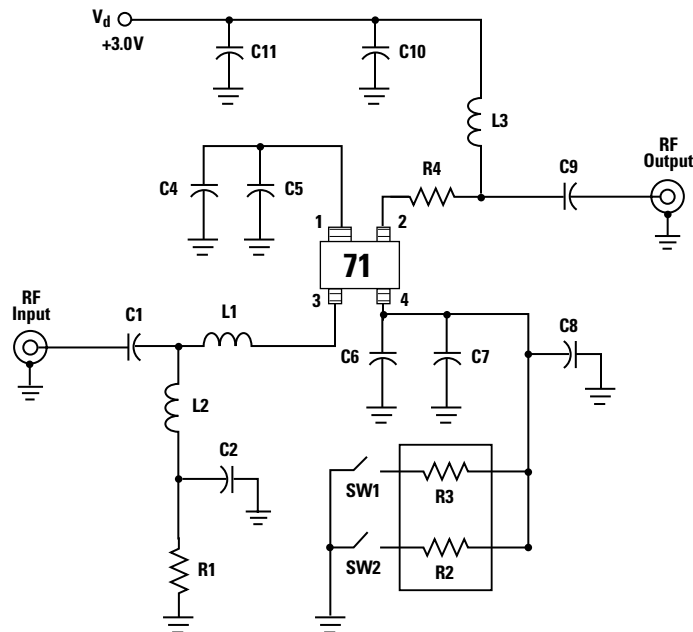 Vd
+3.0V
C11
C10
L3
R4
C9
RF
Output
C4
C5
1
2
71
3
4
RF
Input
C1
L1
C6
C7
C8
L2
C2
SW1
R3
R1
SW2
R2